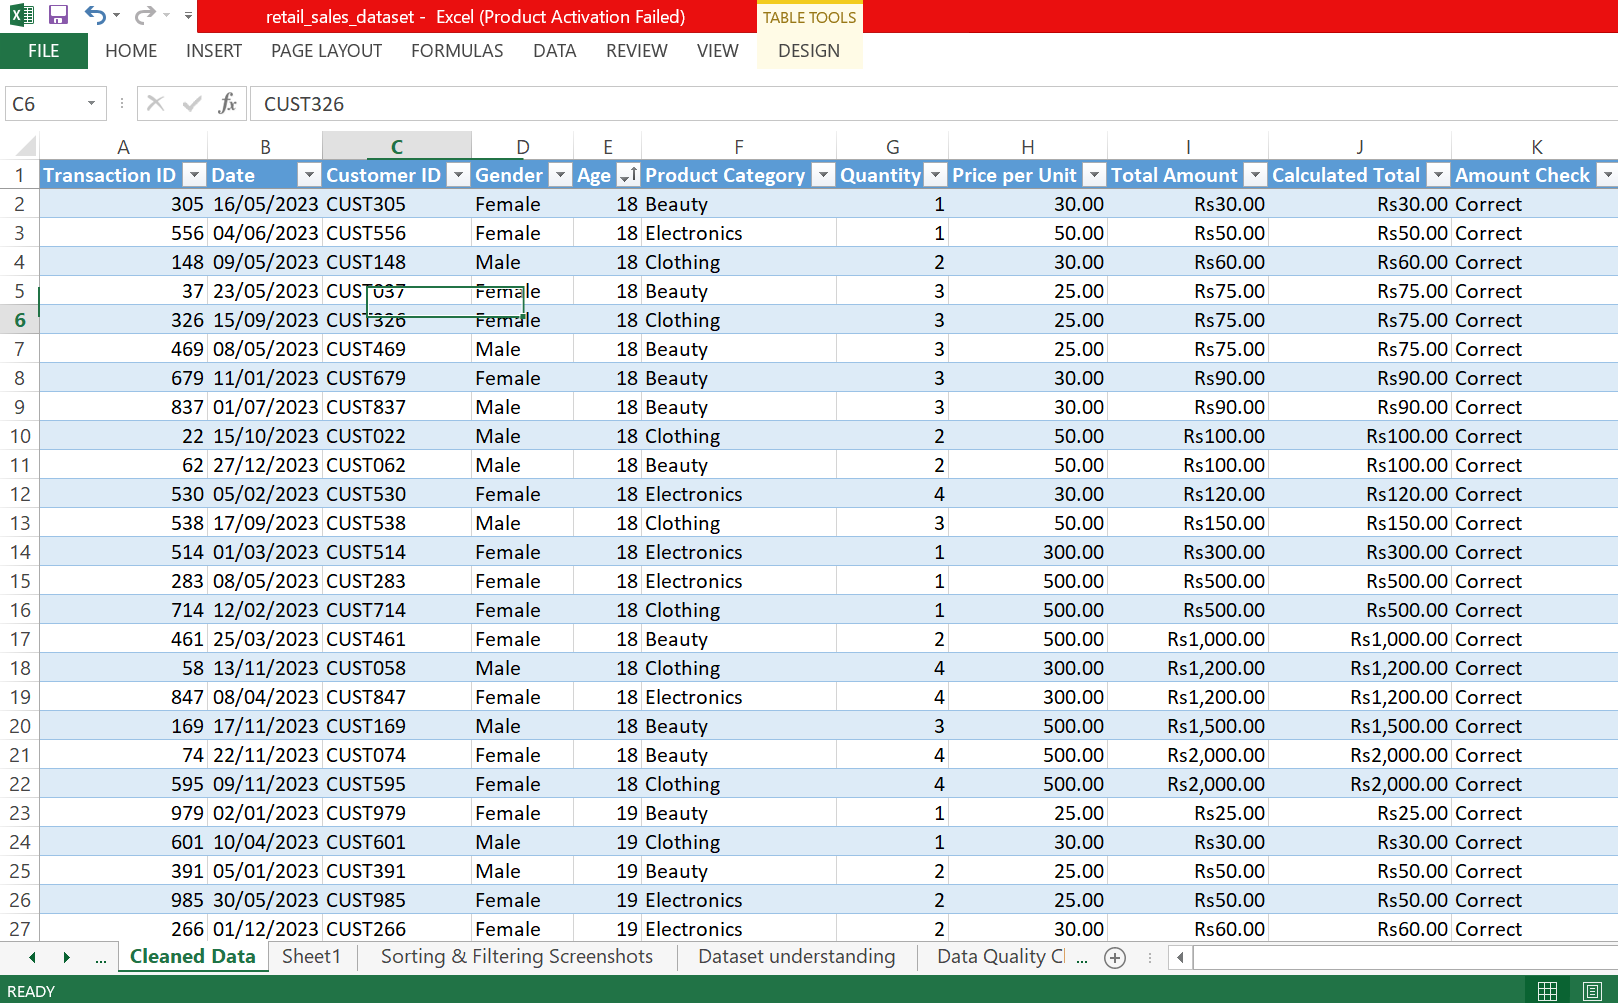 retail_sales_dataset - Excel (Product Activation Failed)
TABLE TOOLS
FILE HOME INSERT PAGE LAYOUT FORMULAS DATA REVIEW VIEW DESIGN
C6 fx CUST326
A B C D E F G H I J K
1 Transaction ID Date Customer ID Gender Age Product Category Quantity Price per Unit Total Amount Calculated Total Amount Check
2 305 16/05/2023 CUST305 Female 18 Beauty 1 30.00 Rs30.00 Rs30.00 Correct
3 556 04/06/2023 CUST556 Female 18 Electronics 1 50.00 Rs50.00 Rs50.00 Correct
4 148 09/05/2023 CUST148 Male 18 Clothing 2 30.00 Rs60.00 Rs60.00 Correct
5 37 23/05/2023 CUST037 Female 18 Beauty 3 25.00 Rs75.00 Rs75.00 Correct
6 326 15/09/2023 CUST326 Female 18 Clothing 3 25.00 Rs75.00 Rs75.00 Correct
7 469 08/05/2023 CUST469 Male 18 Beauty 3 25.00 Rs75.00 Rs75.00 Correct
8 679 11/01/2023 CUST679 Female 18 Beauty 3 30.00 Rs90.00 Rs90.00 Correct
9 837 01/07/2023 CUST837 Male 18 Beauty 3 30.00 Rs90.00 Rs90.00 Correct
10 22 15/10/2023 CUST022 Male 18 Clothing 2 50.00 Rs100.00 Rs100.00 Correct
11 62 27/12/2023 CUST062 Male 18 Beauty 2 50.00 Rs100.00 Rs100.00 Correct
12 530 05/02/2023 CUST530 Female 18 Electronics 4 30.00 Rs120.00 Rs120.00 Correct
13 538 17/09/2023 CUST538 Male 18 Clothing 3 50.00 Rs150.00 Rs150.00 Correct
14 514 01/03/2023 CUST514 Female 18 Electronics 1 300.00 Rs300.00 Rs300.00 Correct
15 283 08/05/2023 CUST283 Female 18 Electronics 1 500.00 Rs500.00 Rs500.00 Correct
16 714 12/02/2023 CUST714 Female 18 Clothing 1 500.00 Rs500.00 Rs500.00 Correct
17 461 25/03/2023 CUST461 Female 18 Beauty 2 500.00 Rs1,000.00 Rs1,000.00 Correct
18 58 13/11/2023 CUST058 Male 18 Clothing 4 300.00 Rs1,200.00 Rs1,200.00 Correct
19 847 08/04/2023 CUST847 Female 18 Electronics 4 300.00 Rs1,200.00 Rs1,200.00 Correct
20 169 17/11/2023 CUST169 Male 18 Beauty 3 500.00 Rs1,500.00 Rs1,500.00 Correct
21 74 22/11/2023 CUST074 Female 18 Beauty 4 500.00 Rs2,000.00 Rs2,000.00 Correct
22 595 09/11/2023 CUST595 Female 18 Clothing 4 500.00 Rs2,000.00 Rs2,000.00 Correct
23 979 02/01/2023 CUST979 Female 19 Beauty 1 25.00 Rs25.00 Rs25.00 Correct
24 601 10/04/2023 CUST601 Male 19 Clothing 1 30.00 Rs30.00 Rs30.00 Correct
25 391 05/01/2023 CUST391 Male 19 Beauty 2 25.00 Rs50.00 Rs50.00 Correct
26 985 30/05/2023 CUST985 Female 19 Electronics 2 25.00 Rs50.00 Rs50.00 Correct
27 266 01/12/2023 CUST266 Female 19 Electronics 2 30.00 Rs60.00 Rs60.00 Correct
... Cleaned Data Sheet1 Sorting & Filtering Screenshots Dataset understanding Data Quality ...
READY